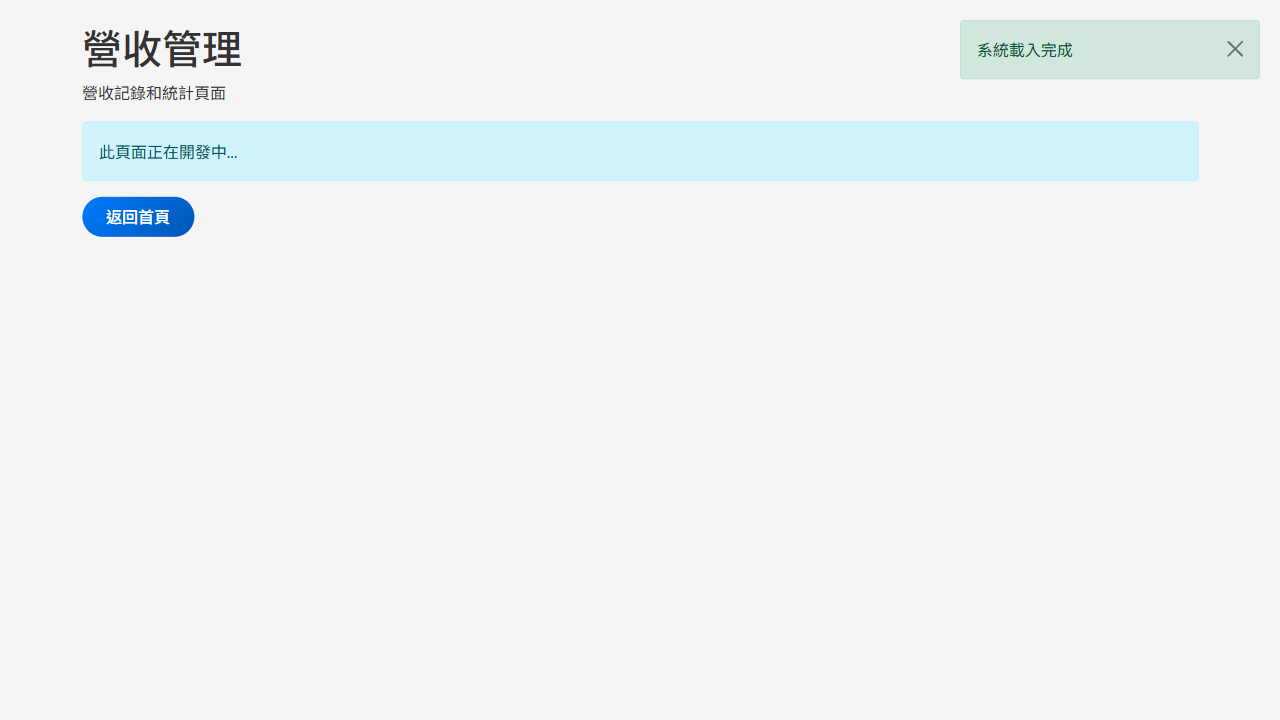 營收管理
營收記錄和統計頁面
系統載入完成
此頁面正在開發中...
返回首頁